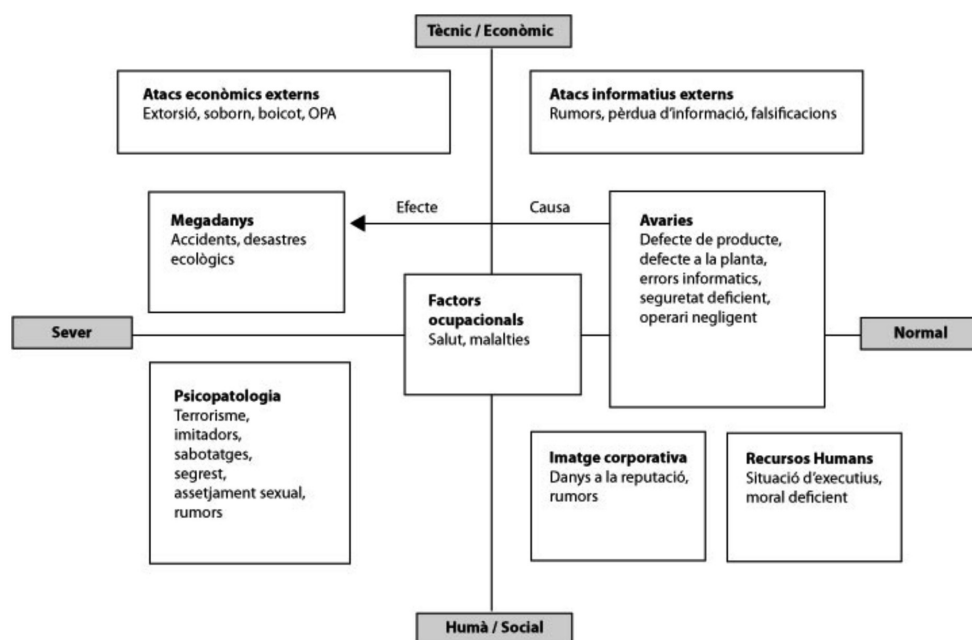 Tècnic / Econòmic
Atacs econòmics externs
Extorsió, soborn, boicot, OPA
Atacs informatius externs
Rumors, pèrdua d'informació, falsificacions
Efecte
Causa
Megadanys
Accidents, desastres
ecològics
Avaries
Defecte de producte,
defecte a la planta,
errors informatics,
seguretat deficient,
operari negligent
Factors
ocupacionals
Salut, malalties
Sever
Normal
Psicopatologia
Terrorisme,
imitadors,
sabotatges,
segrest,
assetjament sexual,
rumors
Imatge corporativa
Danys a la reputació,
rumors
Recursos Humans
Situació d'executius,
moral deficient
Humà / Social